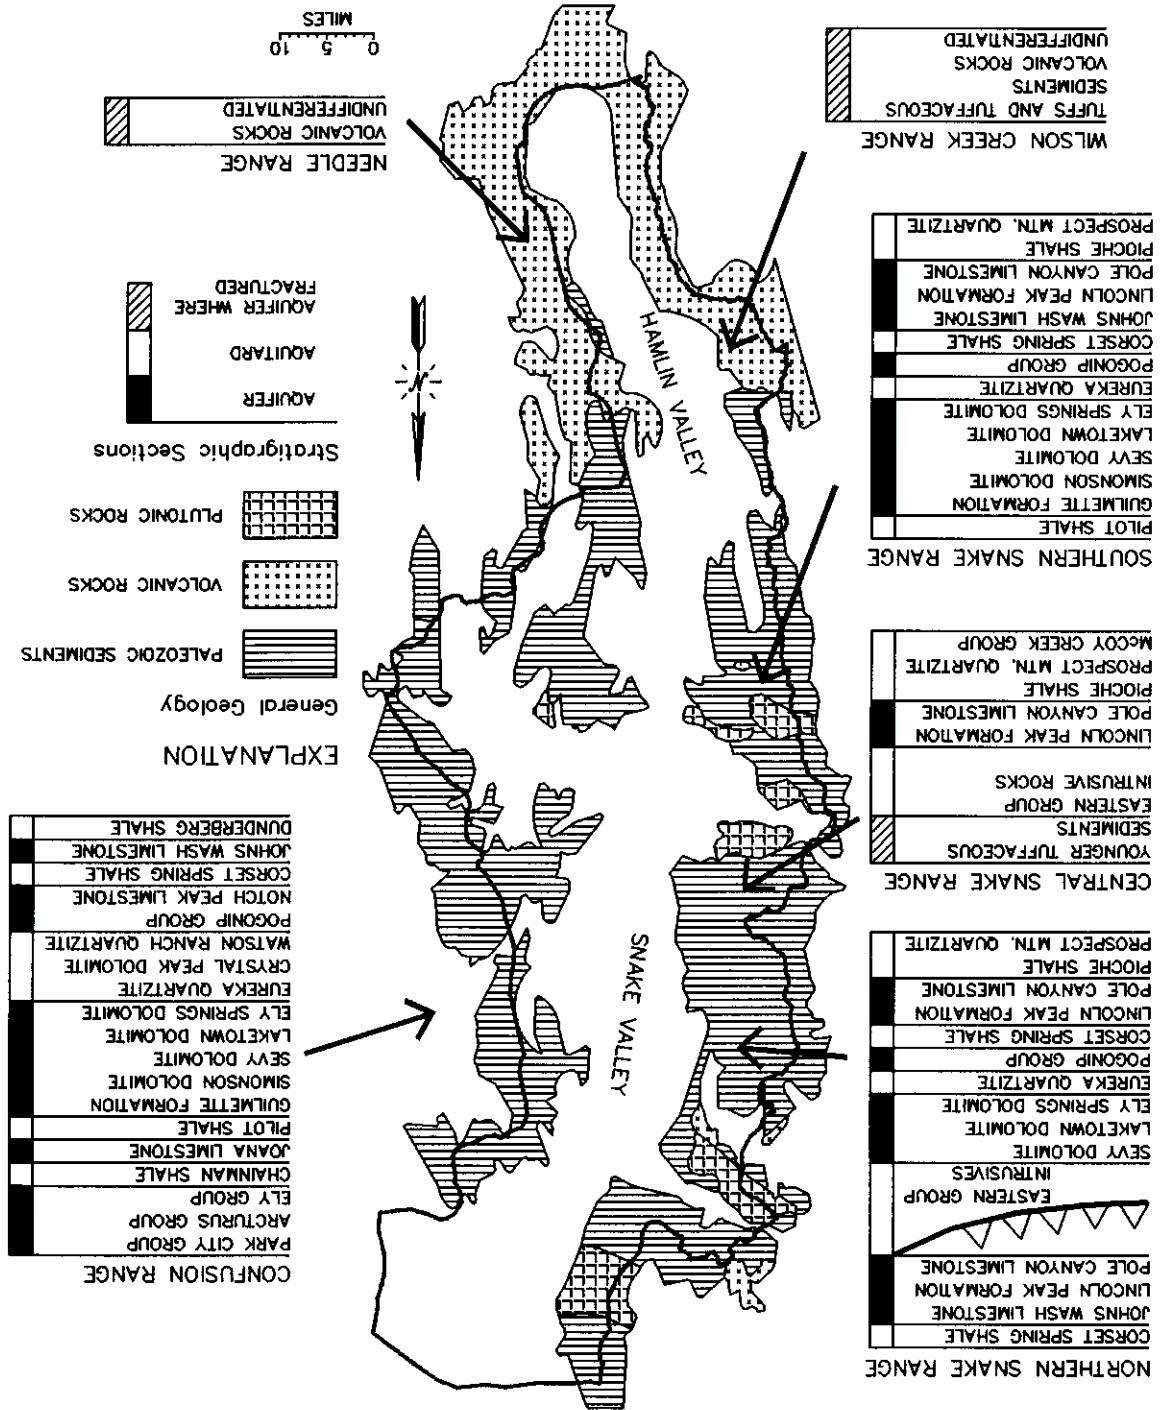 NORTHERN SNAKE RANGE
CORSET SPRING SHALE
JOHNS WASH LIMESTONE
LINCOLN PEAK FORMATION
POLE CANYON LIMESTONE
EASTERN GROUP
INTRUSIVES
SEVY DOLOMITE
LAKETOWN DOLOMITE
ELY SPRINGS DOLOMITE
EUREKA QUARTZITE
POGONIP GROUP
CORSET SPRING SHALE
LINCOLN PEAK FORMATION
POLE CANYON LIMESTONE
PIOCHE SHALE
PROSPECT MTN. QUARTZITE
CENTRAL SNAKE RANGE
YOUNGER TUFFACEOUS
SEDIMENTS
EASTERN GROUP
INTRUSIVE ROCKS
LINCOLN PEAK FORMATION
POLE CANYON LIMESTONE
PIOCHE SHALE
PROSPECT MTN. QUARTZITE
McCOY CREEK GROUP
SOUTHERN SNAKE RANGE
PILOT SHALE
GUILMETTE FORMATION
SIMONSON DOLOMITE
SEVY DOLOMITE
LAKETOWN DOLOMITE
ELY SPRINGS DOLOMITE
EUREKA QUARTZITE
POGONIP GROUP
CORSET SPRING SHALE
JOHNS WASH LIMESTONE
LINCOLN PEAK FORMATION
POLE CANYON LIMESTONE
PIOCHE SHALE
PROSPECT MTN. QUARTZITE
WILSON CREEK RANGE
TUFFS AND TUFFACEOUS
SEDIMENTS
VOLCANIC ROCKS
UNDIFFERENTIATED
SNAKE VALLEY
HAMLIN VALLEY
CONFUSION RANGE
PARK CITY GROUP
ARCTURUS GROUP
ELY GROUP
CHAINMAN SHALE
JOANA LIMESTONE
PILOT SHALE
GUILMETTE FORMATION
SIMONSON DOLOMITE
SEVY DOLOMITE
LAKETOWN DOLOMITE
ELY SPRINGS DOLOMITE
EUREKA QUARTZITE
CRYSTAL PEAK DOLOMITE
WATSON RANCH QUARTZITE
POGONIP GROUP
NOTCH PEAK LIMESTONE
CORSET SPRING SHALE
JOHNS WASH LIMESTONE
DUNDERBERG SHALE
EXPLANATION
General Geology
PALEOZOIC SEDIMENTS
VOLCANIC ROCKS
PLUTONIC ROCKS
Stratigraphic Sections
AQUIFER
AQUITARD
AQUIFER WHERE
FRACTURED
N
NEEDLE RANGE
VOLCANIC ROCKS
UNDIFFERENTIATED
0 5 10
MILES